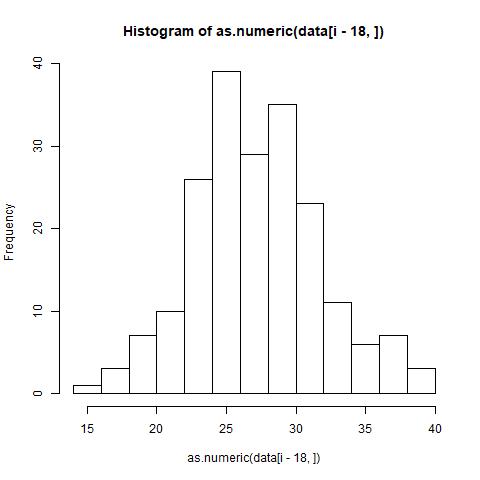 Histogram of as.numeric(data[i - 18, ])
Frequency
40
30
20
10
0
15 20 25 30 35 40
as.numeric(data[i - 18, ])